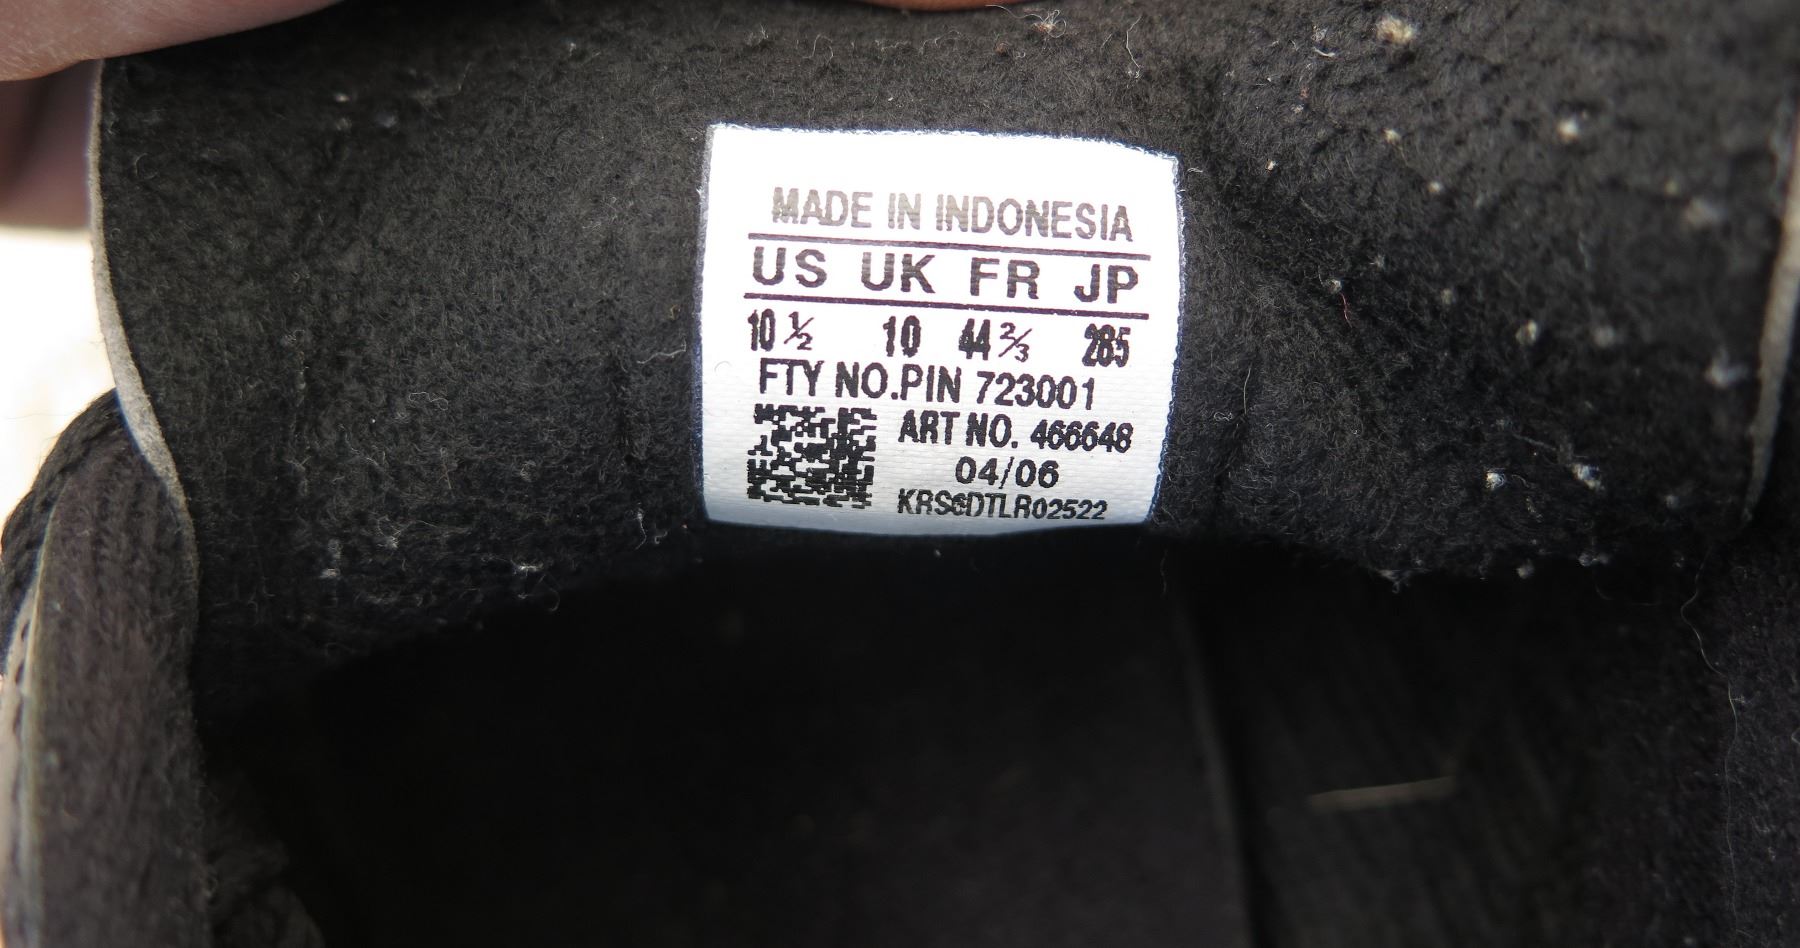 MADE IN INDONESIA
US UK FR JP
10 ½ 10 44 ⅔ 285
FTY NO.PIN 723001
ART NO. 466648
04/06
KRS6DTLR02522